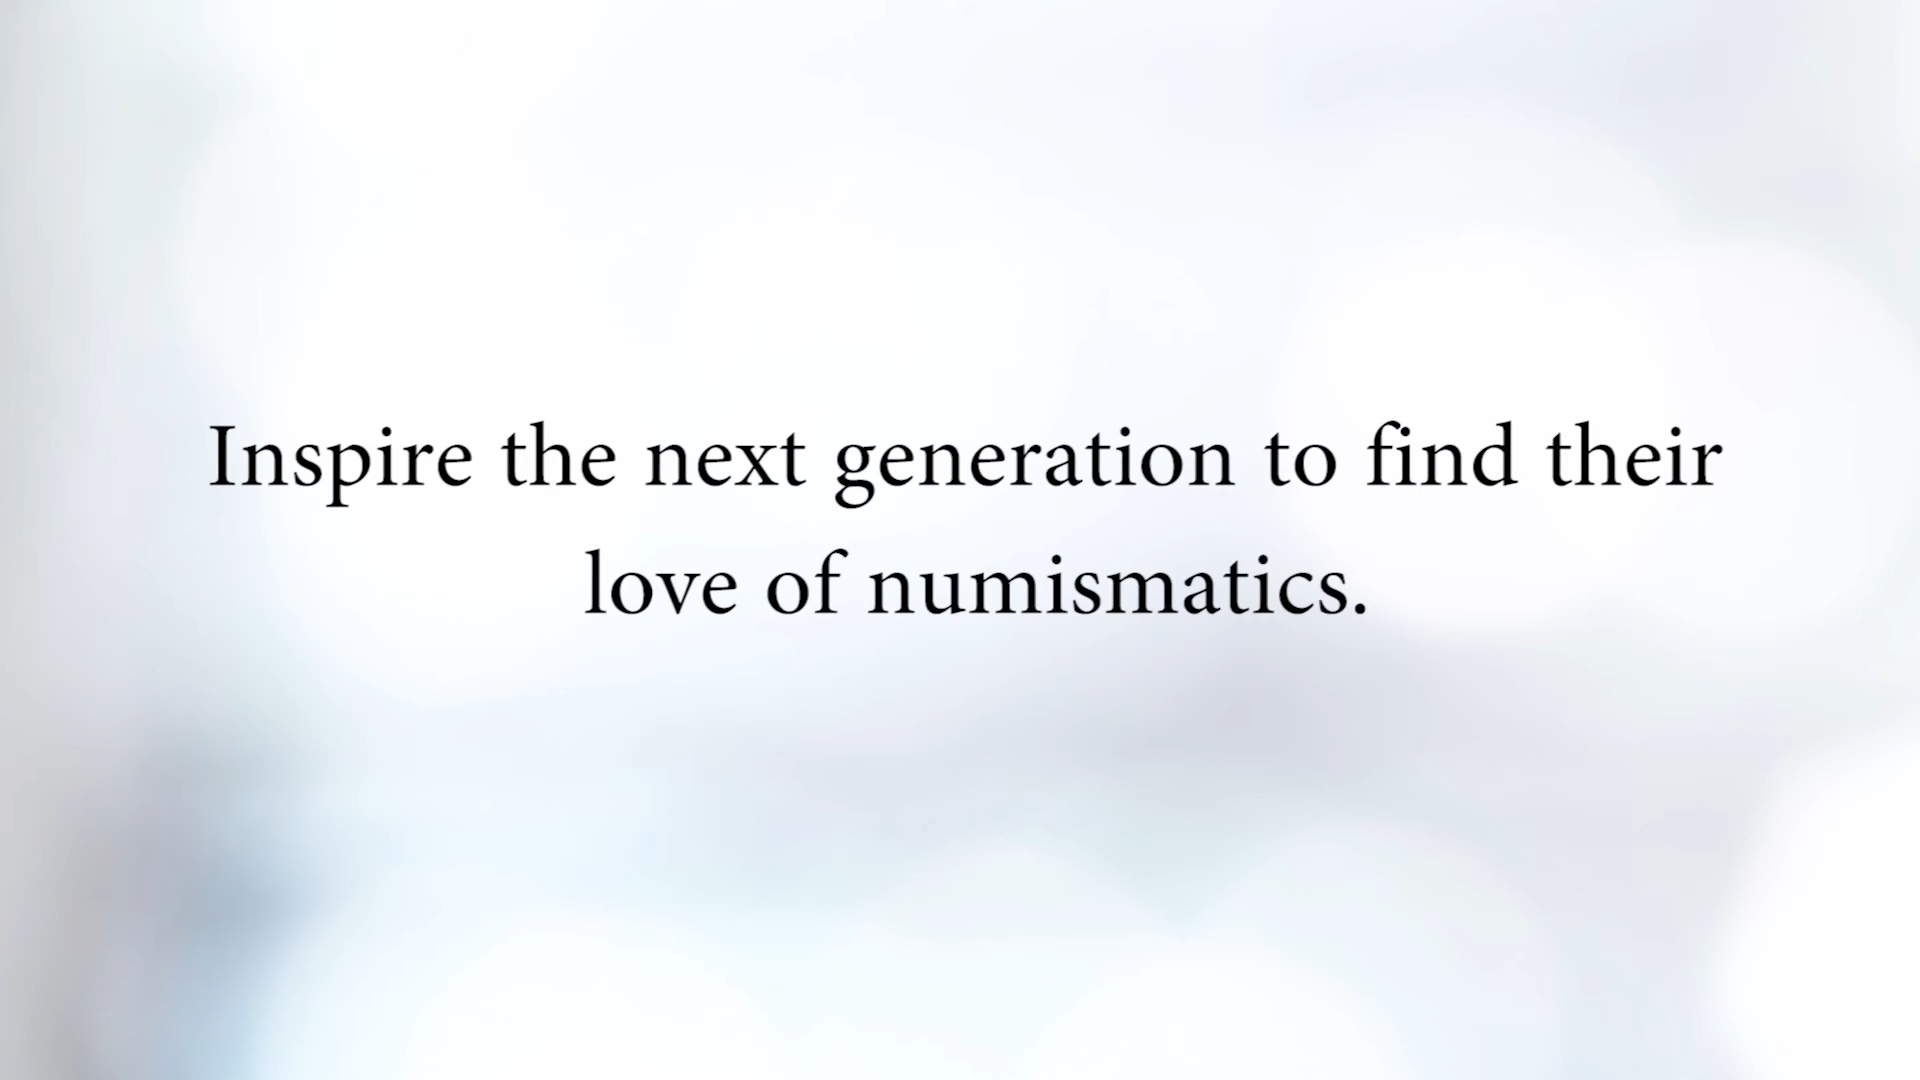 Inspire the next generation to find their
love of numismatics.